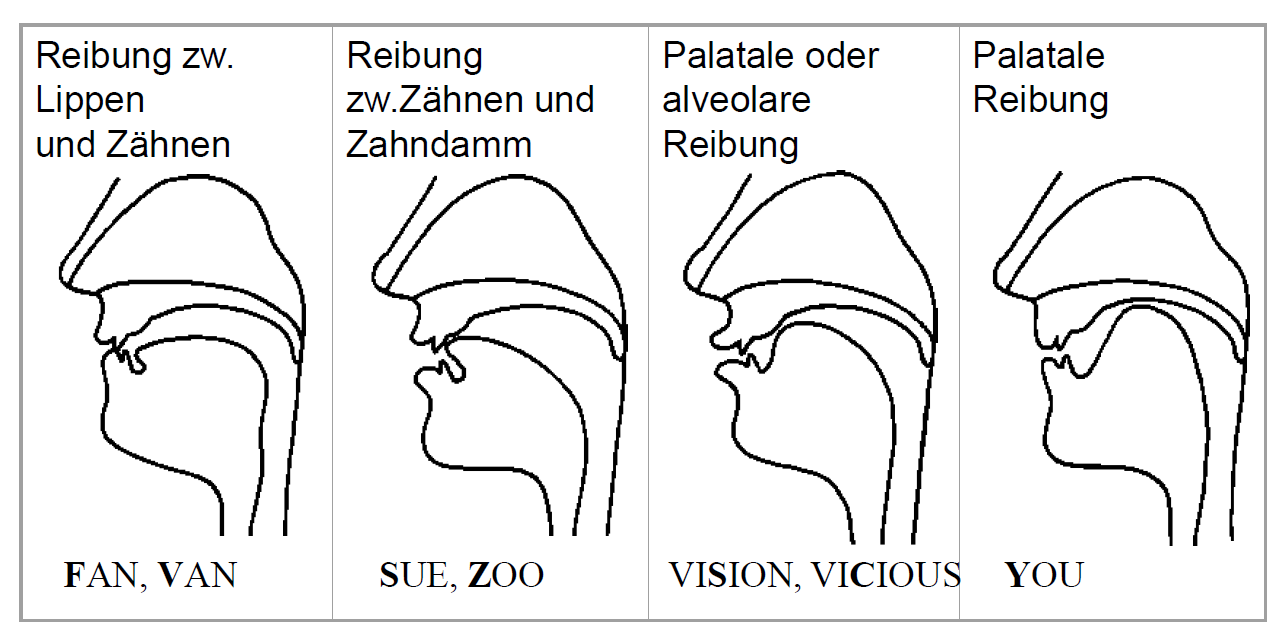 Reibung zw.
Lippen
und Zähnen
FAN, VAN
Reibung
zw.Zähnen und
Zahndamm
SUE, ZOO
Palatale oder
alveolare
Reibung
VISION, VICIOUS
Palatale
Reibung
YOU